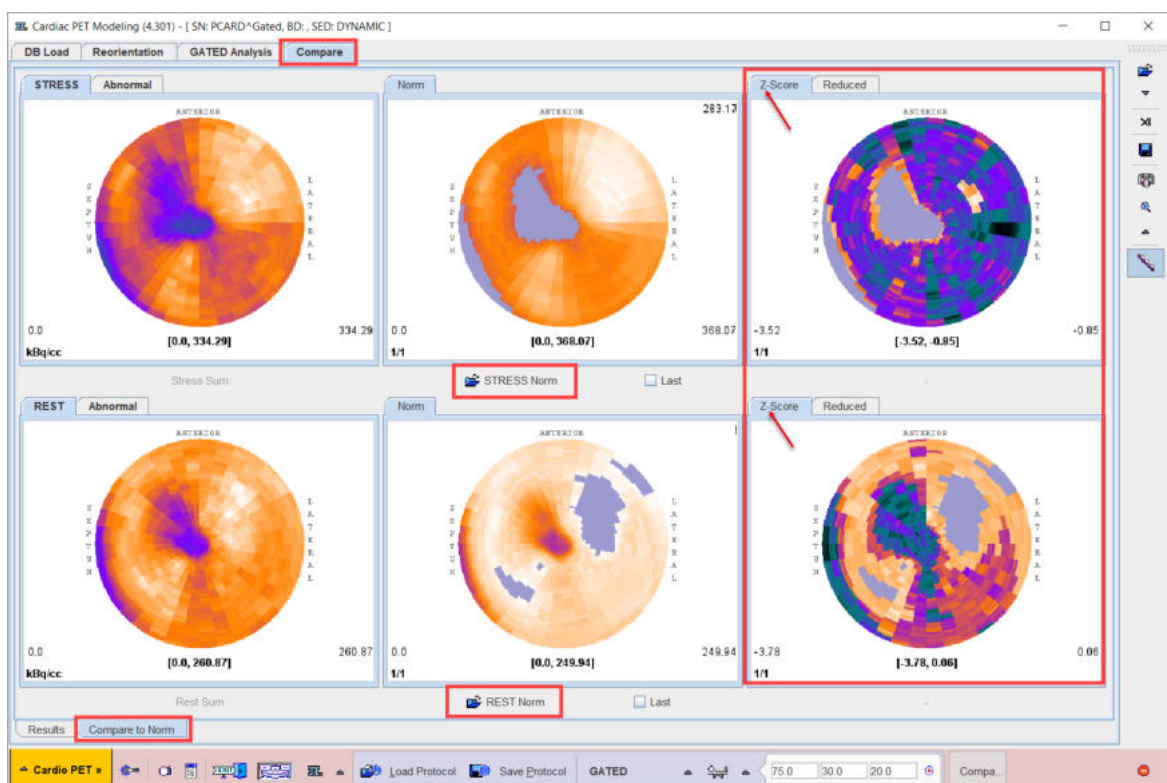 Cardiac PET Modeling (4.301) - [ SN: PCARD^Gated, BD: , SED: DYNAMIC ]
DB Load Reorientation GATED Analysis Compare
STRESS Abnormal Norm Z-Score Reduced
ANTERIOR ANTERIOR 283.17 ANTERIOR
LATERAL LATERAL LATERAL
0.0 334.29 0.0 368.07 -3.52 -0.85
[0.0, 334.29] [0.0, 368.07] [-3.52, -0.85]
kBq/cc 1/1 1/1
Stress Sum STRESS Norm Last -
REST Abnormal Norm Z-Score Reduced
ANTERIOR ANTERIOR ANTERIOR
LATERAL LATERAL LATERAL
0.0 260.87 0.0 249.94 -3.78 0.06
[0.0, 260.87] [0.0, 249.94] [-3.78, 0.06]
kBq/cc 1/1 1/1
Rest Sum REST Norm Last -
Results Compare to Norm
Cardio PET » Load Protocol Save Protocol GATED 75.0 30.0 20.0 Compa...